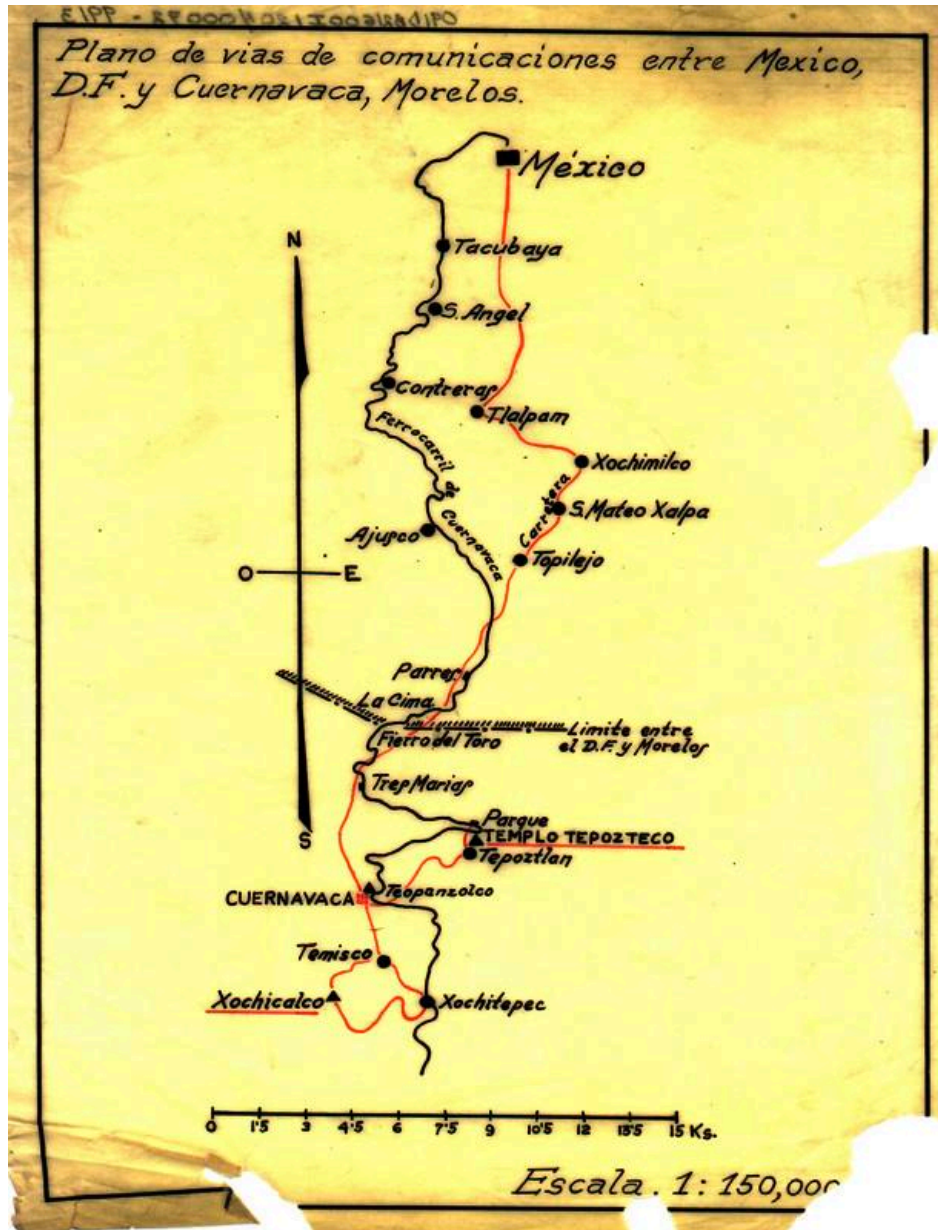 Plano de vias de comunicaciones entre Mexico,
D.F. y Cuernavaca, Morelos.
México
N
Tacubaya
S. Angel
Contreras
Tlalpam
Ferrocarril de
Cuernavaca
Xochimilco
Carretera
S. Mateo Xalpa
Ajusco
Topilejo
O
E
Parres
La Cima
Limite entre
el D.F. y Morelos
Fierro del Toro
Tres Marias
Parque
S
TEMPLO TEPOZTECO
Tepoztlan
Teopanzolco
CUERNAVACA
Temisco
Xochicalco
Xochitepec
0 1'5 3 4'5 6 7'5 9 10'5 12 13'5 15 Ks.
Escala. 1:150,000